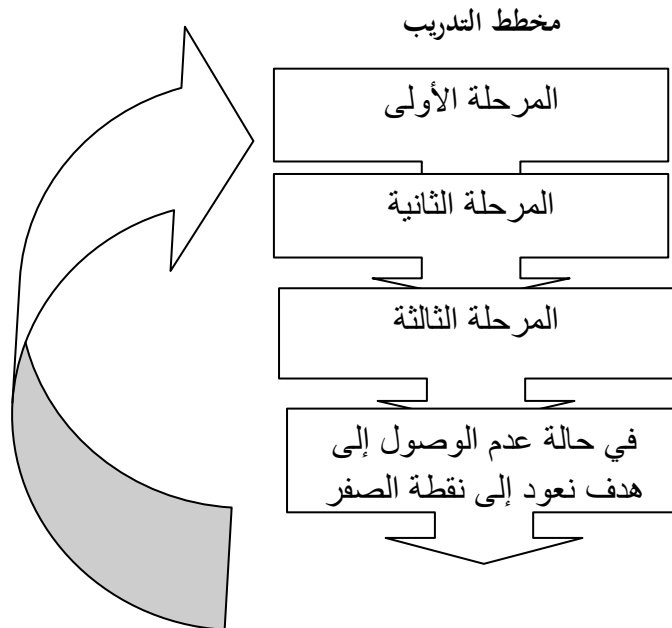 مخطط التدريب
المرحلة الأولى
المرحلة الثانية
المرحلة الثالثة
في حالة عدم الوصول إلى
هدف نعود إلى نقطة الصفر